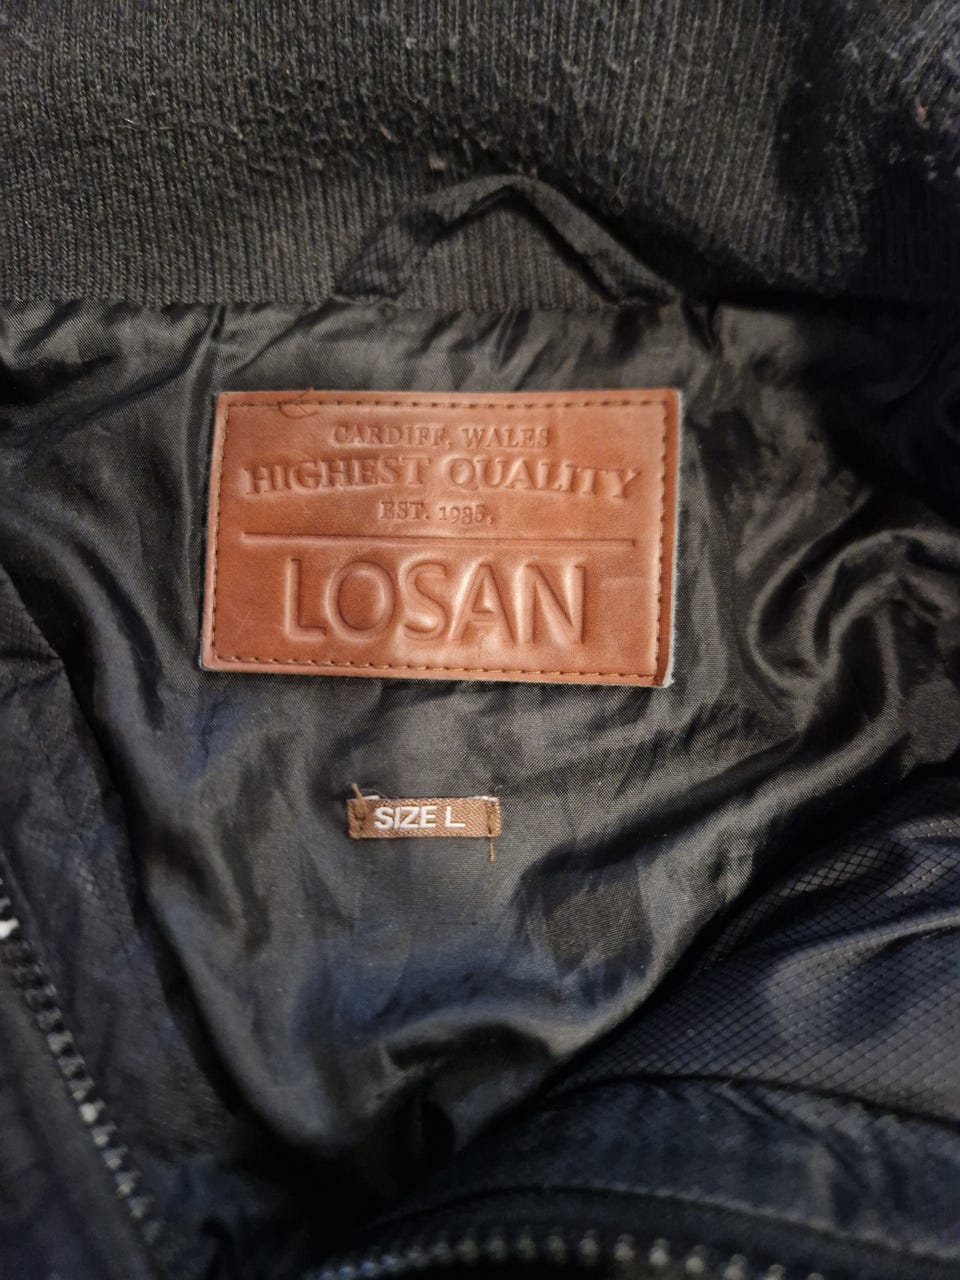 CARDIFF, WALES
HIGHEST QUALITY
EST. 1985,
LOSAN
SIZE L